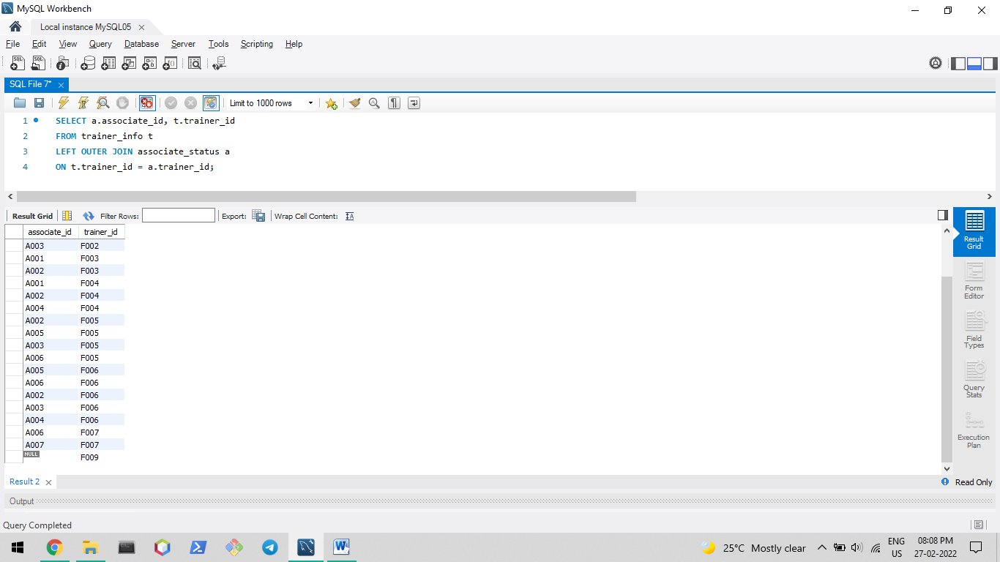 MySQL Workbench
Local instance MySQL05
File Edit View Query Database Server Tools Scripting Help
SQL File 7*
Limit to 1000 rows
1 SELECT a.associate_id, t.trainer_id
2 FROM trainer_info t
3 LEFT OUTER JOIN associate_status a
4 ON t.trainer_id = a.trainer_id;
Result Grid Filter Rows: Export: Wrap Cell Content:
associate_id trainer_id
A003 F002
A001 F003
A002 F003
A001 F004
A002 F004
A004 F004
A002 F005
A005 F005
A003 F005
A006 F005
A005 F006
A006 F006
A002 F006
A003 F006
A004 F006
A006 F007
A007 F007
NULL F009
Result
Grid
Form
Editor
Field
Types
Query
Stats
Execution
Plan
Result 2
Read Only
Output
Query Completed
25°C Mostly clear
ENG
US
08:08 PM
27-02-2022